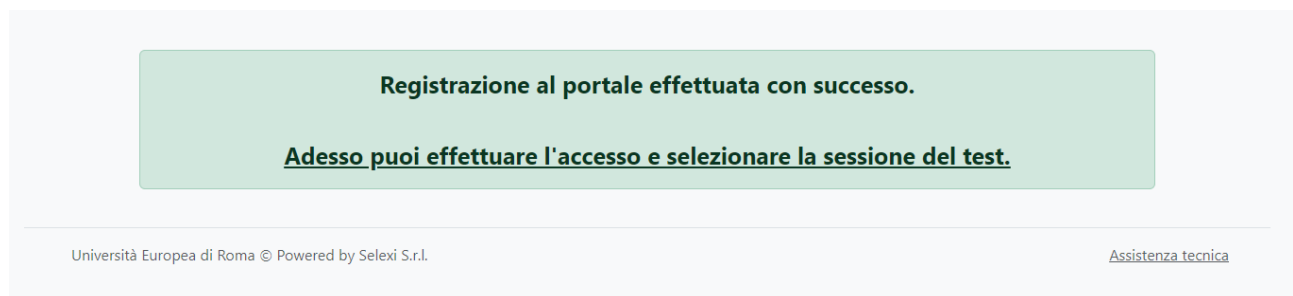 Registrazione al portale effettuata con successo.
Adesso puoi effettuare l'accesso e selezionare la sessione del test.
Università Europea di Roma © Powered by Selexi S.r.l.
Assistenza tecnica